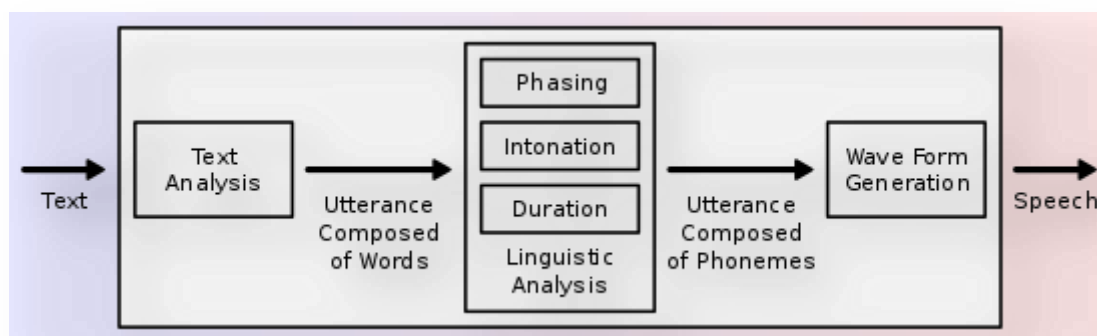 Text
Text
Analysis
Utterance
Composed
of Words
Phasing
Intonation
Duration
Linguistic
Analysis
Utterance
Composed
of Phonemes
Wave Form
Generation
Speech